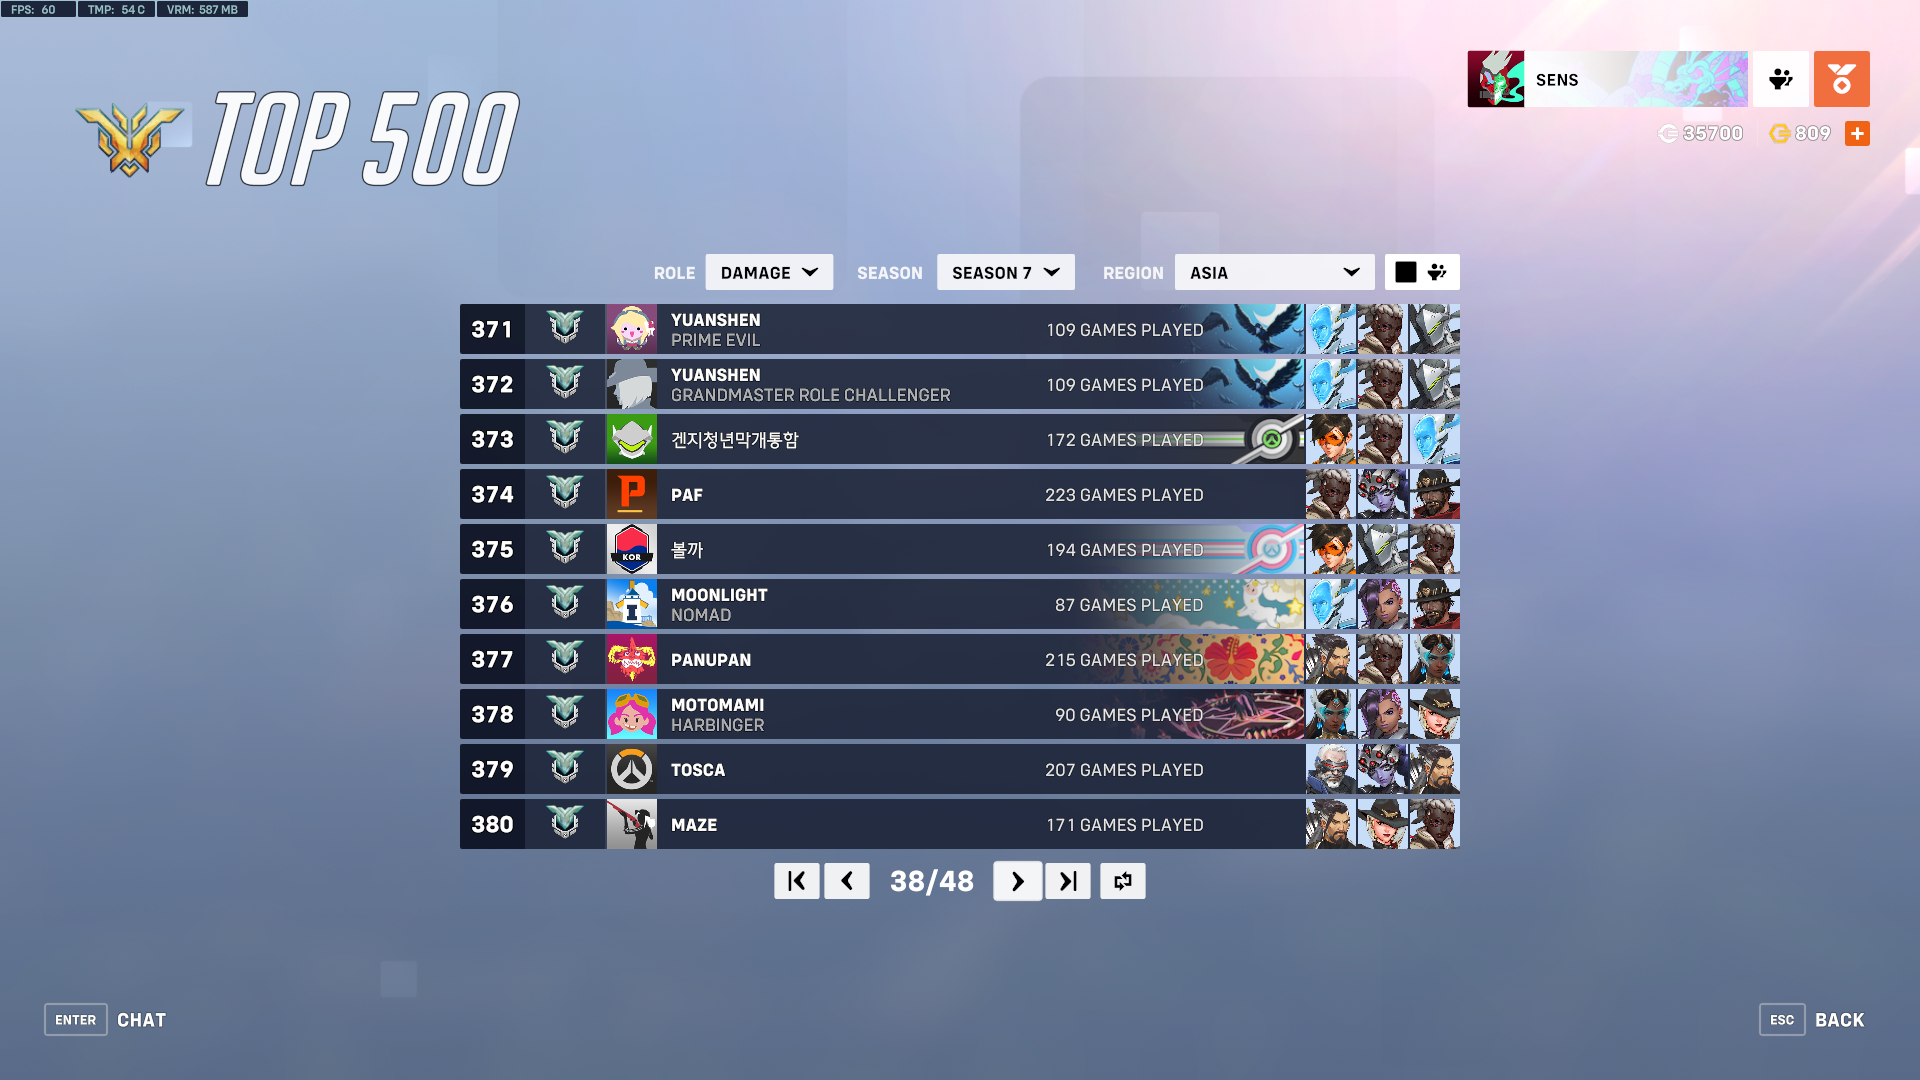 FPS: 60 TMP: 54 C VRM: 587 MB
TOP 500
SENS
35700 809
ROLE DAMAGE SEASON SEASON 7 REGION ASIA
371 YUANSHEN 109 GAMES PLAYED
PRIME EVIL
372 YUANSHEN 109 GAMES PLAYED
GRANDMASTER ROLE CHALLENGER
373 겐지청년막개통함 172 GAMES PLAYED
374 P PAF 223 GAMES PLAYED
375 KOR 볼까 194 GAMES PLAYED
376 MOONLIGHT 87 GAMES PLAYED
NOMAD
377 PANUPAN 215 GAMES PLAYED
378 MOTOMAMI 90 GAMES PLAYED
HARBINGER
379 TOSCA 207 GAMES PLAYED
380 MAZE 171 GAMES PLAYED
38/48
ENTER CHAT
ESC BACK